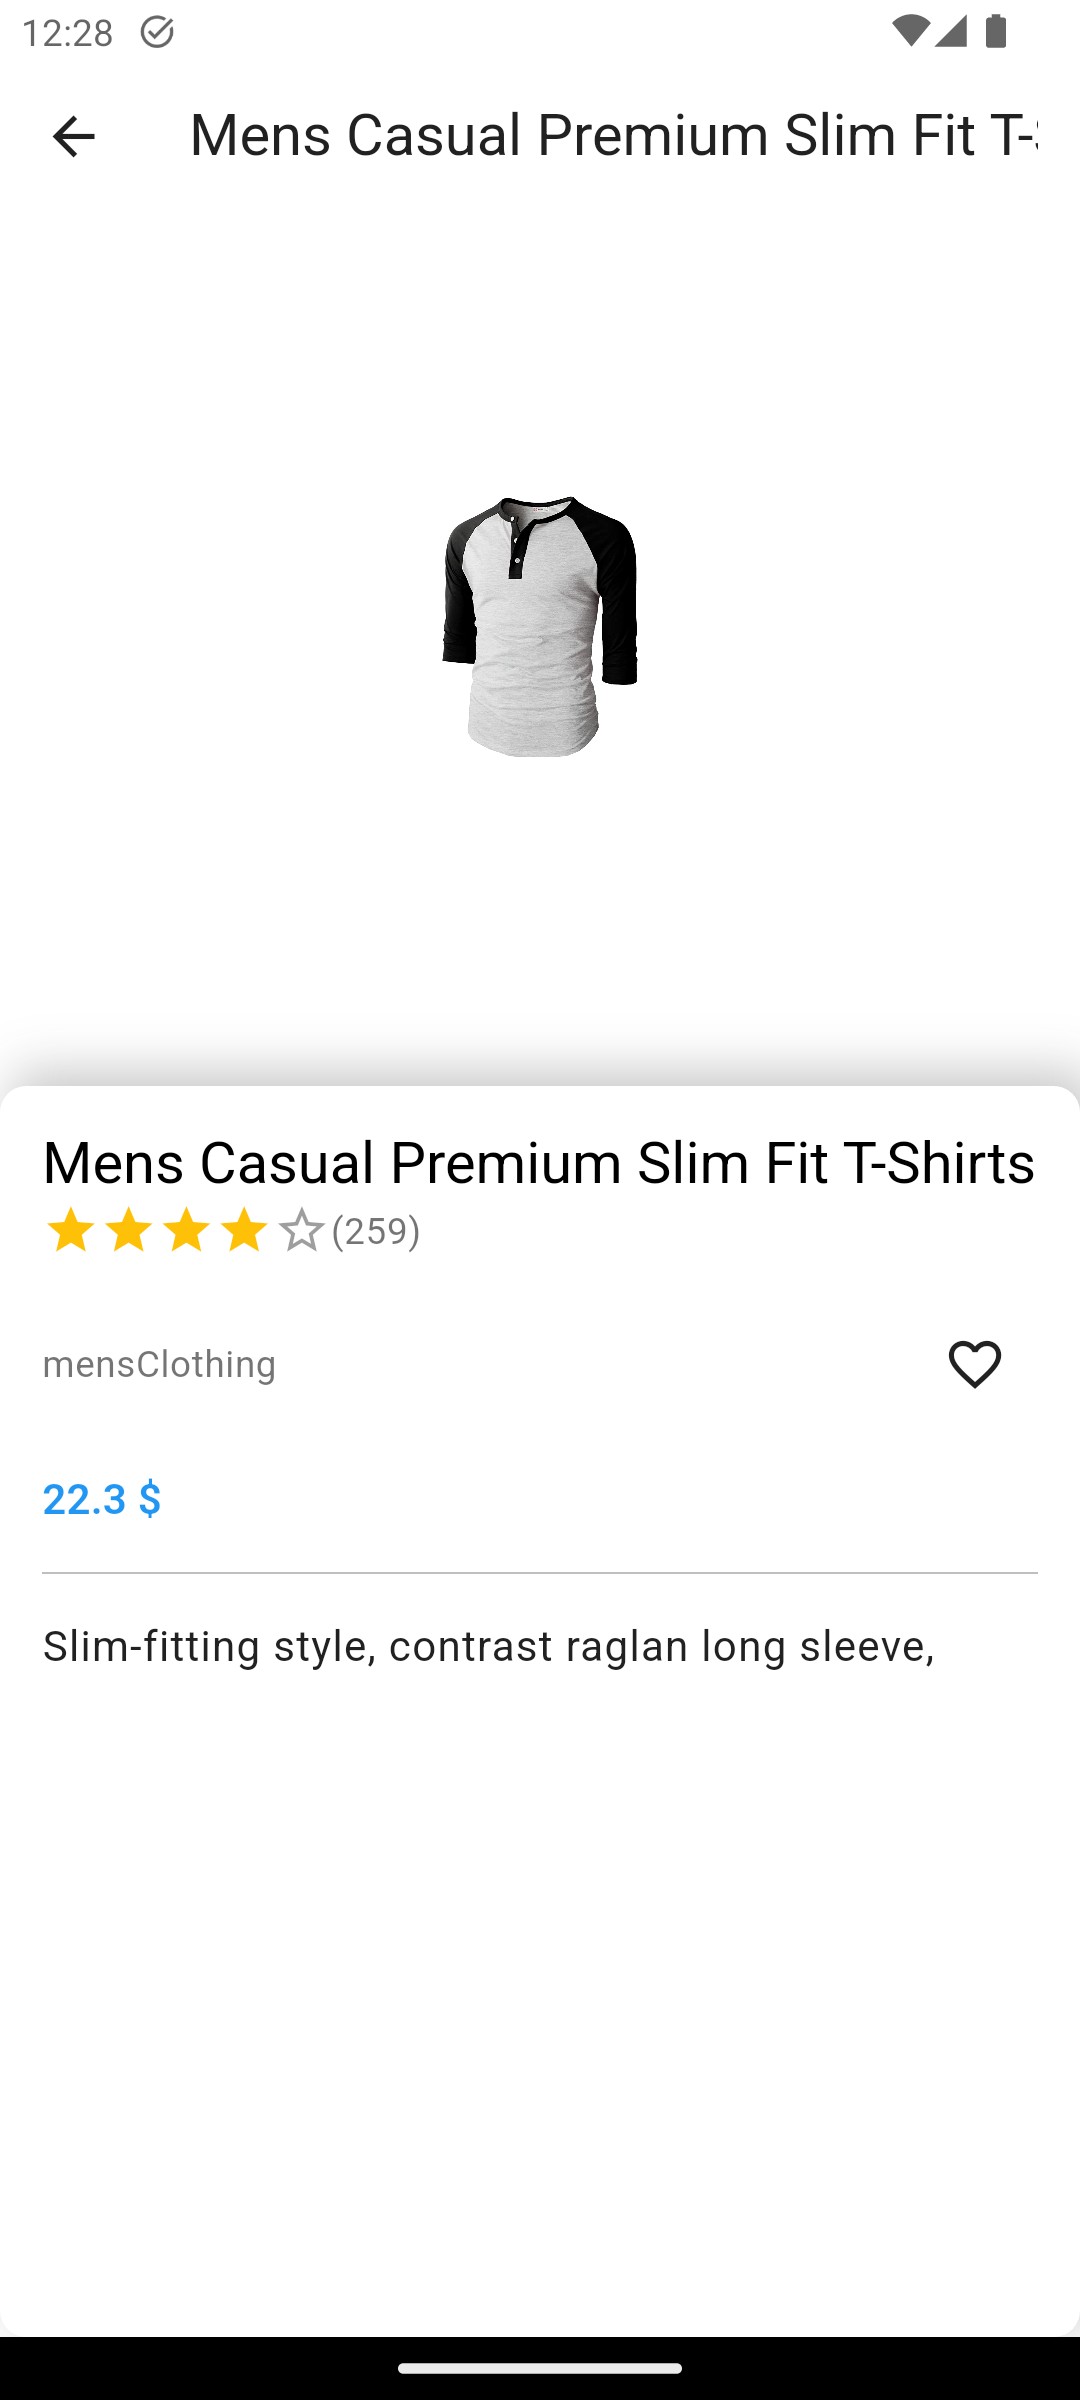 12:28
Mens Casual Premium Slim Fit T-
Mens Casual Premium Slim Fit T-Shirts
(259)
mensClothing
22.3 $
Slim-fitting style, contrast raglan long sleeve,